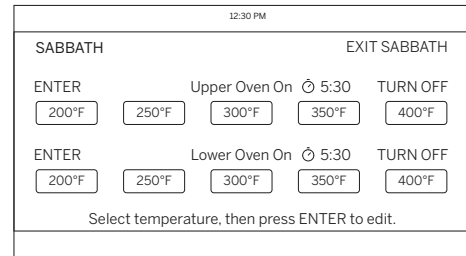 12:30 PM
SABBATH EXIT SABBATH
ENTER Upper Oven On 5:30 TURN OFF
200°F 250°F 300°F 350°F 400°F
ENTER Lower Oven On 5:30 TURN OFF
200°F 250°F 300°F 350°F 400°F
Select temperature, then press ENTER to edit.